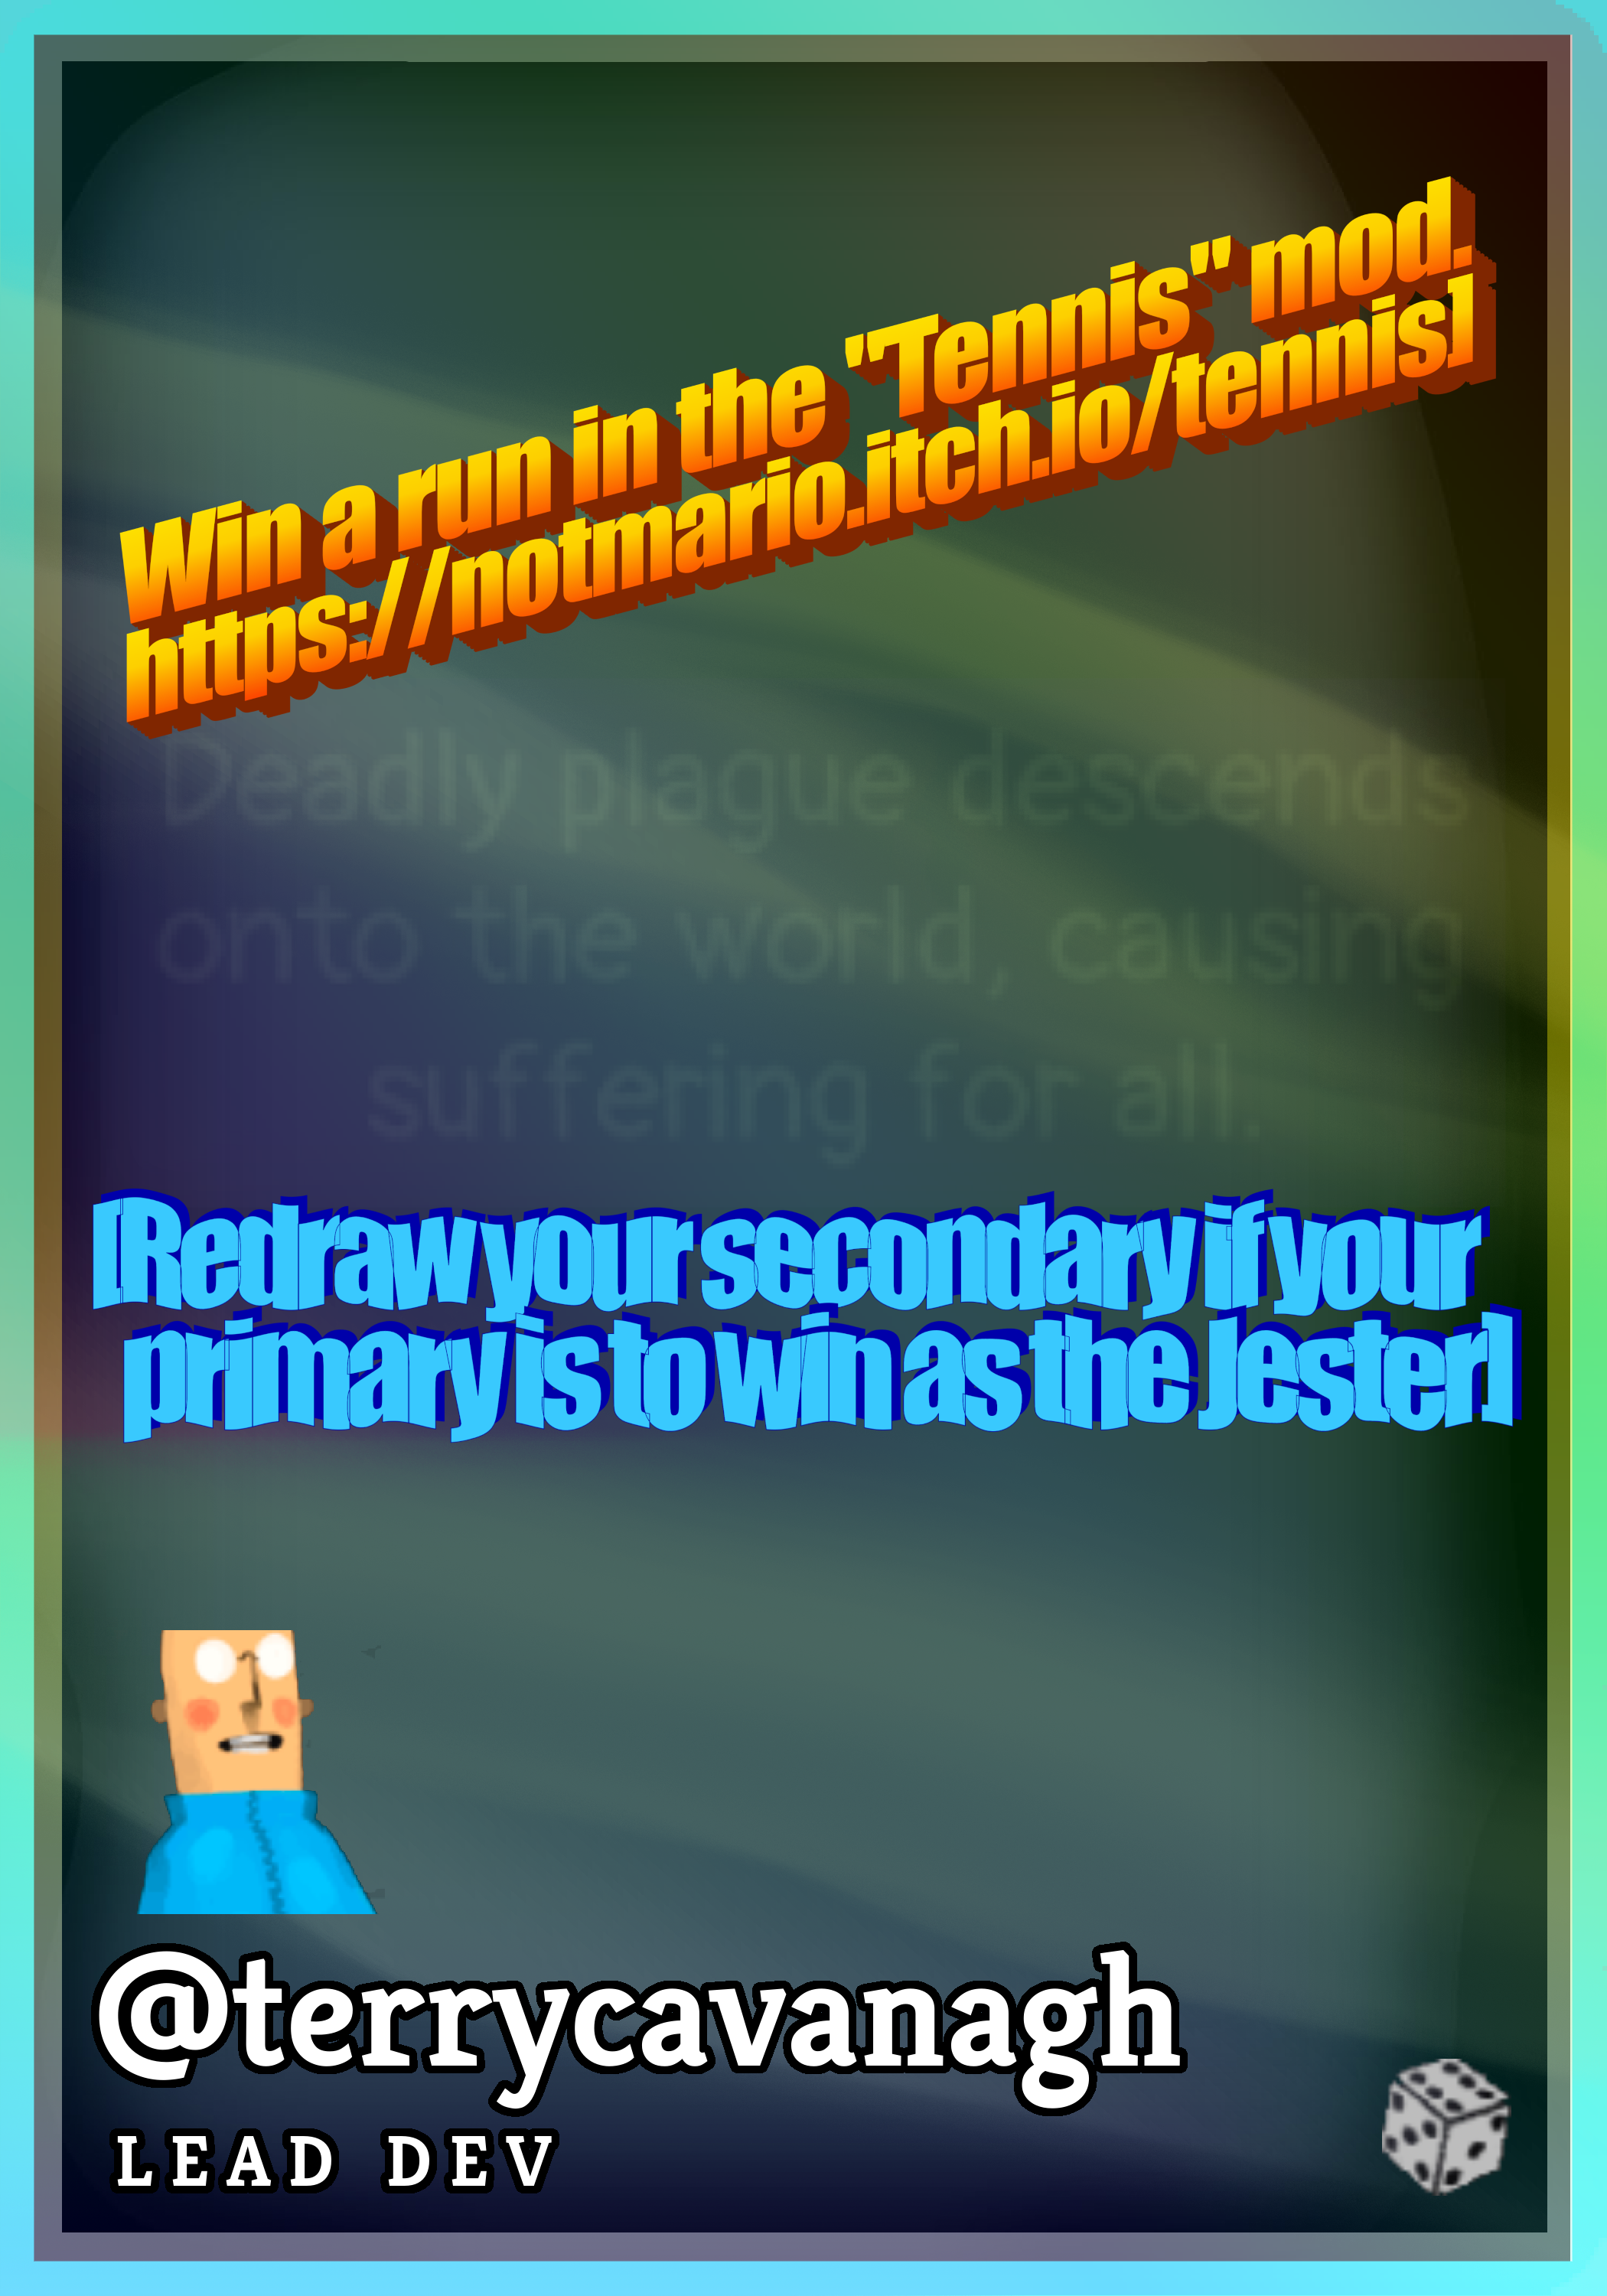 Win a run in the "Tennis" mod.
https://notmario.itch.io/tennis]
Deadly plague descends
onto the world, causing
suffering for all.
[Redraw your secondary if your
primary is to win as the Jester]
@terrycavanagh
LEAD DEV